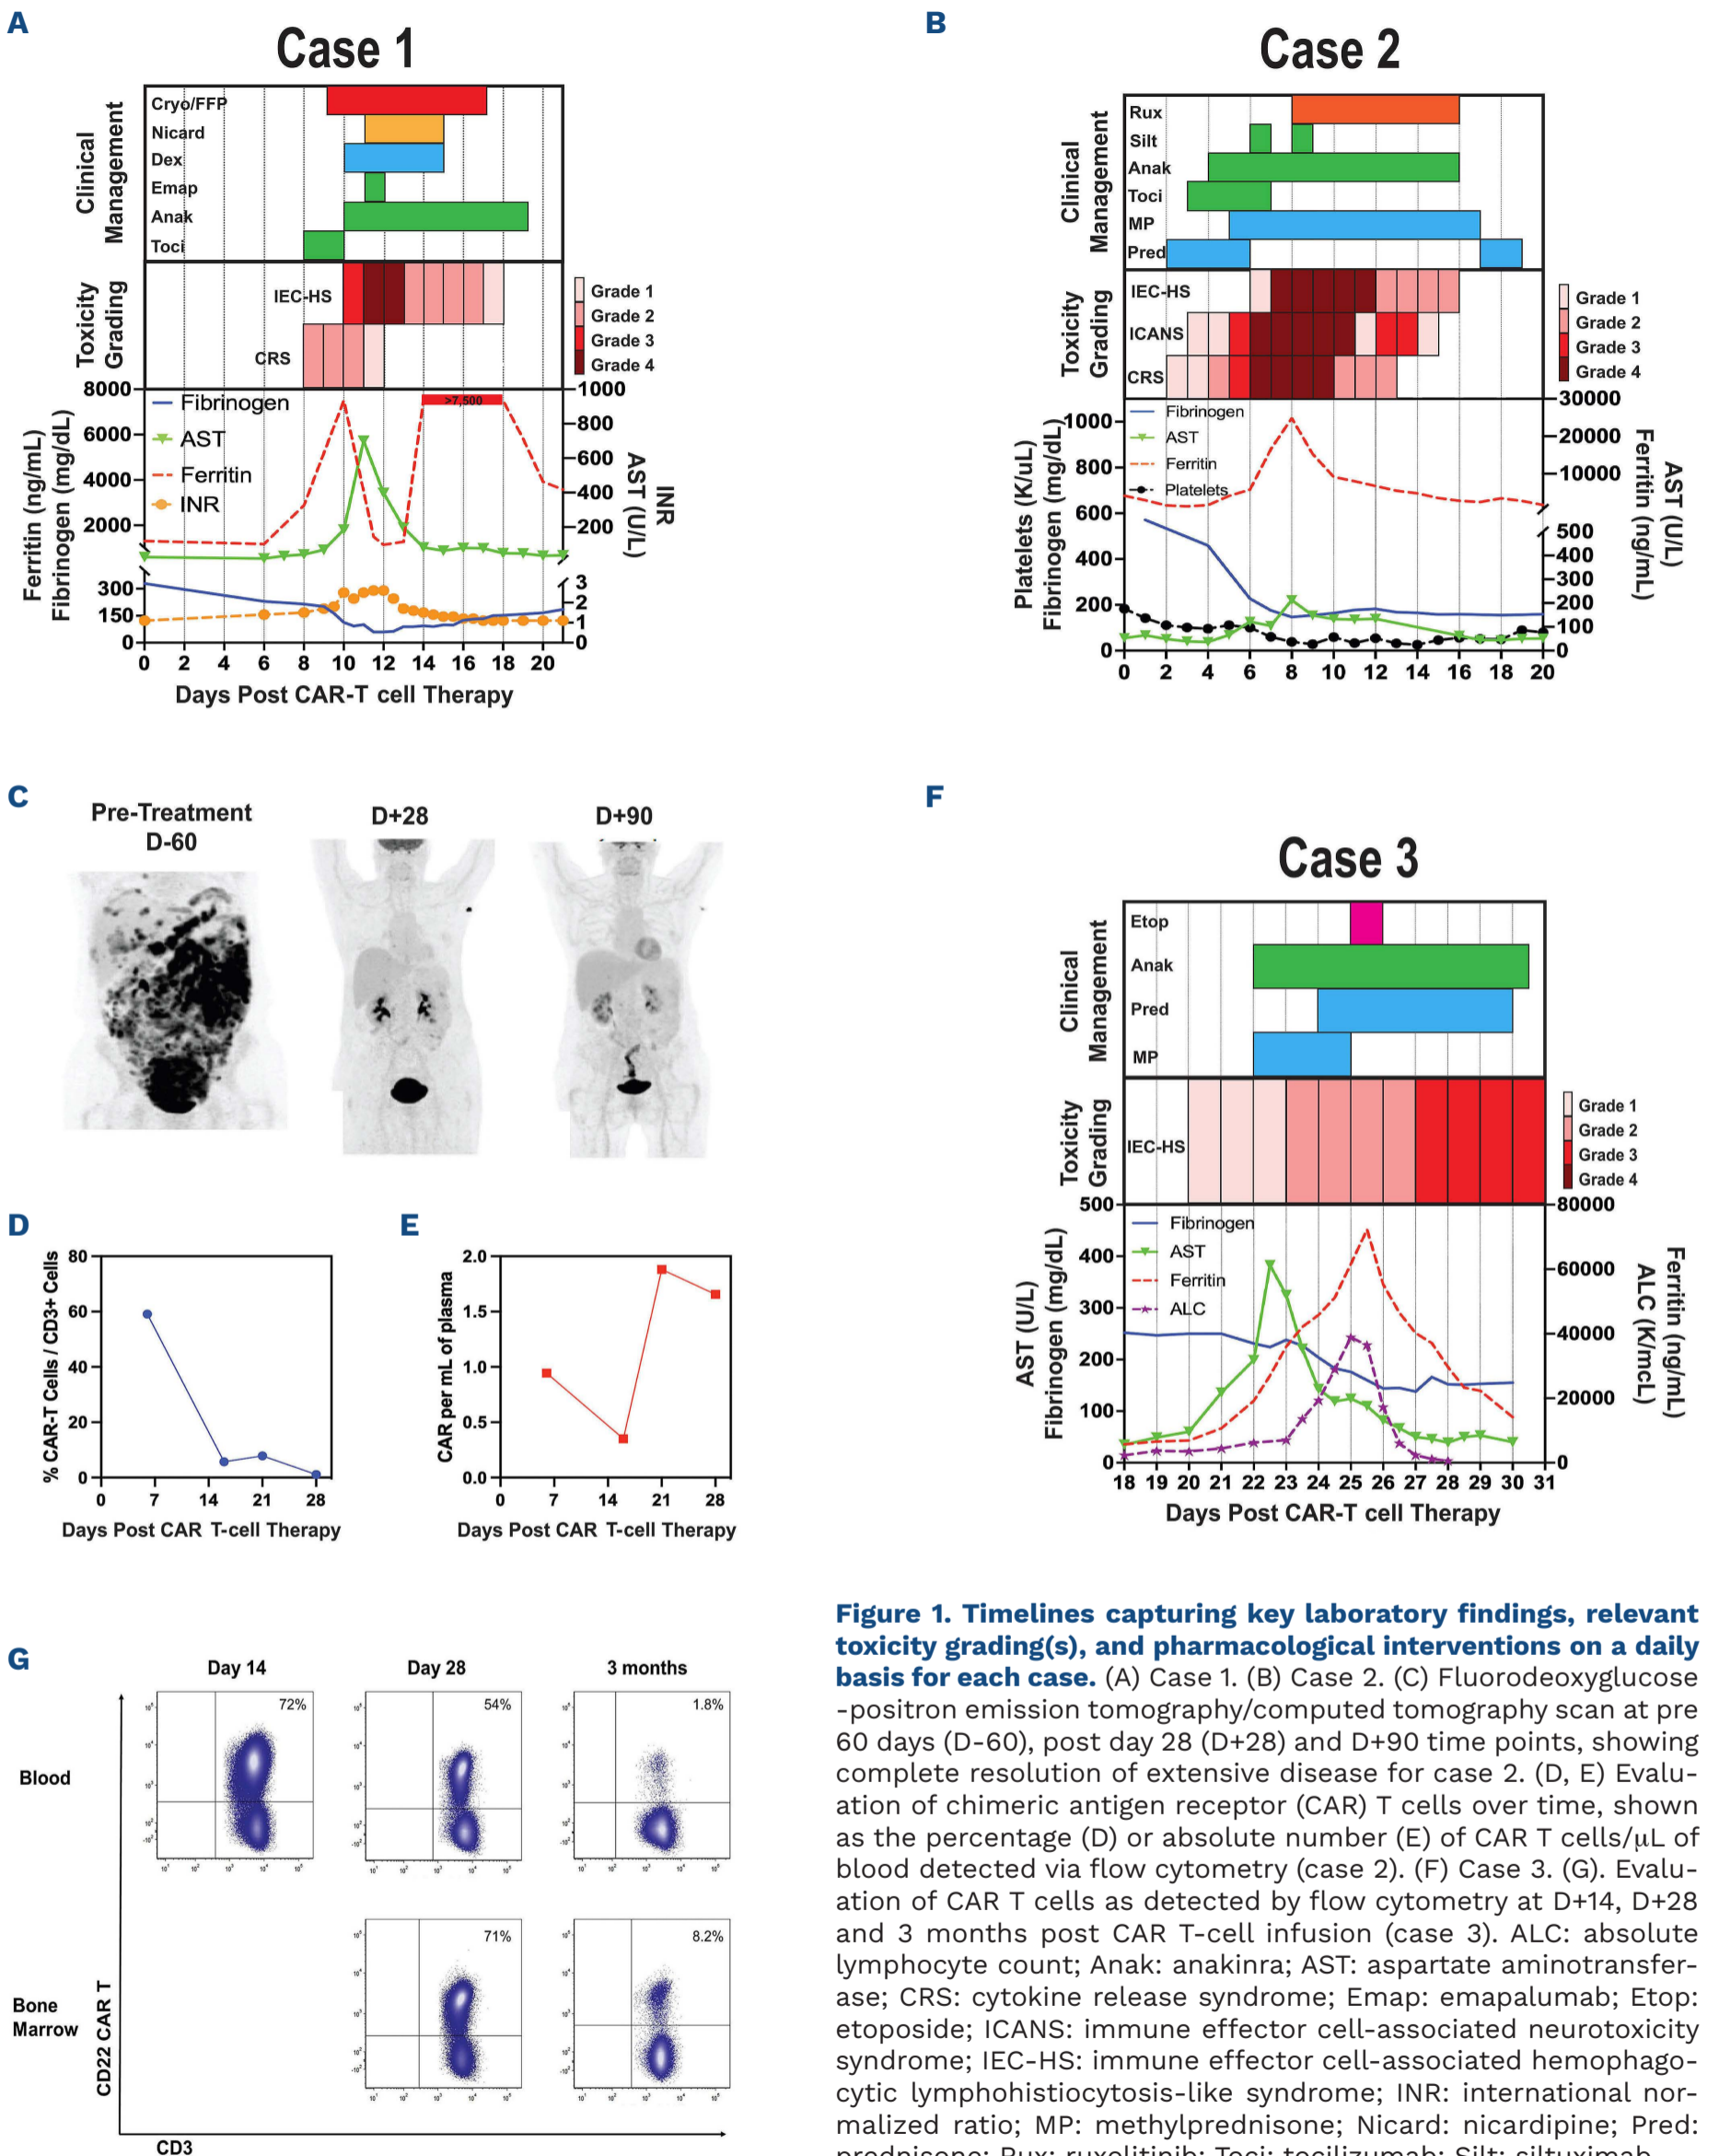 A
Case 1
Clinical
Management
Cryo/FFP
Nicard
Dex
Emap
Anak
Toci
Toxicity
Grading
IEC-HS
CRS
Grade 1
Grade 2
Grade 3
Grade 4
Ferritin (ng/mL)
Fibrinogen (mg/dL)
8000
6000
4000
2000
300
150
0
Fibrinogen
AST
Ferritin
INR
>7,500
1000
800
600
400
200
3
2
1
0
INR
AST (U/L)
0 2 4 6 8 10 12 14 16 18 20
Days Post CAR-T cell Therapy
B
Case 2
Clinical
Management
Rux
Silt
Anak
Toci
MP
Pred
Toxicity
Grading
IEC-HS
ICANS
CRS
Grade 1
Grade 2
Grade 3
Grade 4
Platelets (K/uL)
Fibrinogen (mg/dL)
1000
800
600
400
200
0
Fibrinogen
AST
Ferritin
Platelets
30000
20000
10000
500
400
300
200
100
0
AST (U/L)
Ferritin (ng/mL)
0 2 4 6 8 10 12 14 16 18 20
C
Pre-Treatment
D-60
D+28
D+90
D
% CAR-T Cells / CD3+ Cells
80
60
40
20
0
0 7 14 21 28
Days Post CAR T-cell Therapy
E
CAR per mL of plasma
2.0
1.5
1.0
0.5
0.0
0 7 14 21 28
Days Post CAR T-cell Therapy
F
Case 3
Clinical
Management
Etop
Anak
Pred
MP
Toxicity
Grading
IEC-HS
Grade 1
Grade 2
Grade 3
Grade 4
AST (U/L)
Fibrinogen (mg/dL)
500
400
300
200
100
0
Fibrinogen
AST
Ferritin
ALC
80000
60000
40000
20000
0
Ferritin (ng/mL)
ALC (K/mcL)
18 19 20 21 22 23 24 25 26 27 28 29 30 31
Days Post CAR-T cell Therapy
G
Day 14
Day 28
3 months
Blood
72%
54%
1.8%
Bone
Marrow
71%
8.2%
CD22 CAR T
CD3
Figure 1. Timelines capturing key laboratory findings, relevant
toxicity grading(s), and pharmacological interventions on a daily
basis for each case. (A) Case 1. (B) Case 2. (C) Fluorodeoxyglucose
-positron emission tomography/computed tomography scan at pre
60 days (D-60), post day 28 (D+28) and D+90 time points, showing
complete resolution of extensive disease for case 2. (D, E) Evalu-
ation of chimeric antigen receptor (CAR) T cells over time, shown
as the percentage (D) or absolute number (E) of CAR T cells/μL of
blood detected via flow cytometry (case 2). (F) Case 3. (G). Evalu-
ation of CAR T cells as detected by flow cytometry at D+14, D+28
and 3 months post CAR T-cell infusion (case 3). ALC: absolute
lymphocyte count; Anak: anakinra; AST: aspartate aminotransfer-
ase; CRS: cytokine release syndrome; Emap: emapalumab; Etop:
etoposide; ICANS: immune effector cell-associated neurotoxicity
syndrome; IEC-HS: immune effector cell-associated hemophago-
cytic lymphohistiocytosis-like syndrome; INR: international nor-
malized ratio; MP: methylprednisone; Nicard: nicardipine; Pred:
prednisone; Rux: ruxolitinib; Toci: tocilizumab; Silt: siltuximab.